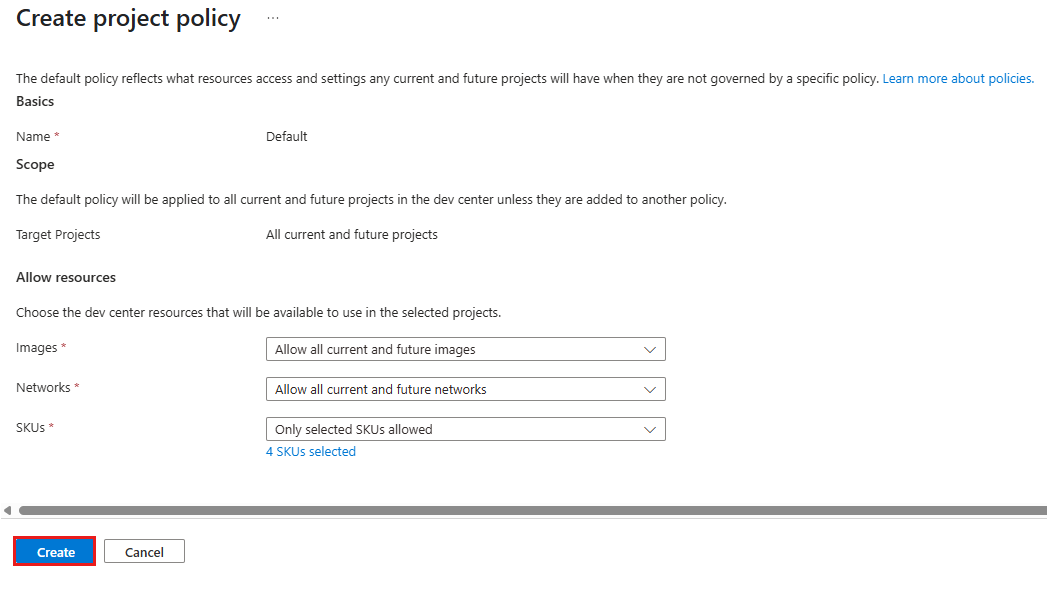 Create project policy ...
The default policy reflects what resources access and settings any current and future projects will have when they are not governed by a specific policy. Learn more about policies.
Basics
Name * Default
Scope
The default policy will be applied to all current and future projects in the dev center unless they are added to another policy.
Target Projects All current and future projects
Allow resources
Choose the dev center resources that will be available to use in the selected projects.
Images * Allow all current and future images
Networks * Allow all current and future networks
SKUs * Only selected SKUs allowed
4 SKUs selected
Create Cancel